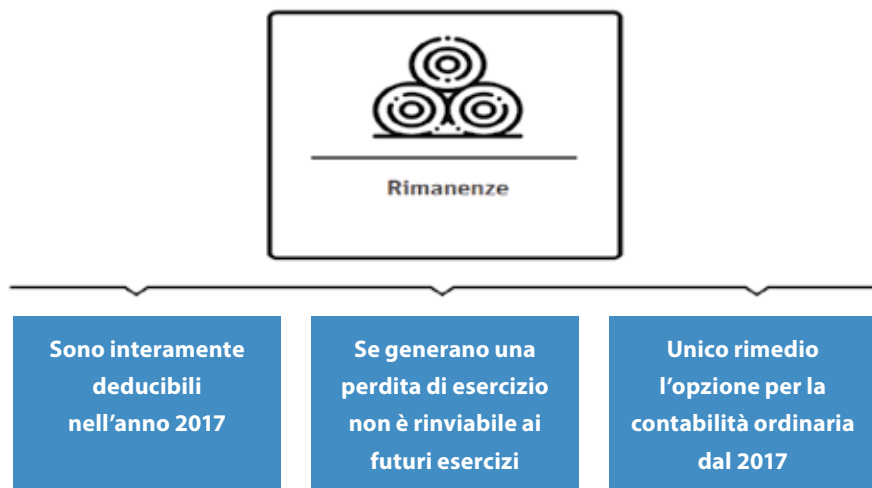 Rimanenze
Sono interamente
deducibili
nell’anno 2017
Se generano una
perdita di esercizio
non è rinviabile ai
futuri esercizi
Unico rimedio
l’opzione per la
contabilità ordinaria
dal 2017